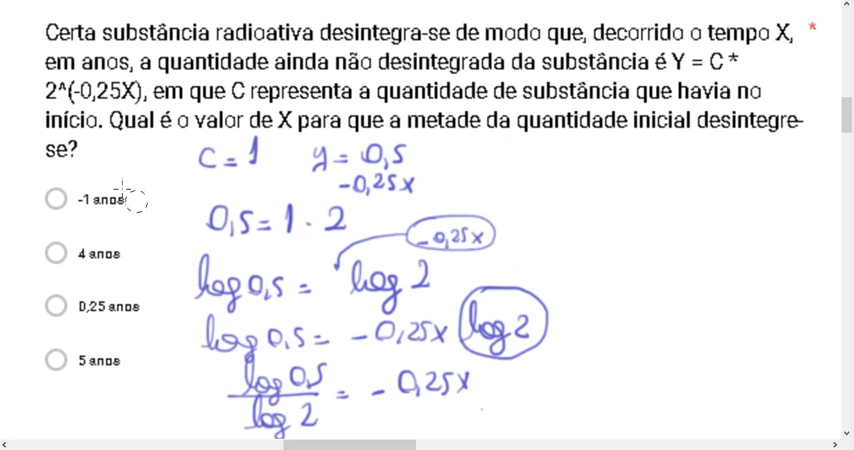 Certa substância radioativa desintegra-se de modo que, decorrido o tempo X, *
em anos, a quantidade ainda não desintegrada da substância é Y = C *
2^(-0,25X), em que C representa a quantidade de substância que havia no
início. Qual é o valor de X para que a metade da quantidade inicial desintegre-
se?
C = 1 y = 0,5
-0,25x
0,5 = 1 . 2
-0,25x
log 0,5 = log 2
log 0,5 = -0,25x log 2
log 0,5
log 2 = -0,25x
-1 anos
4 anos
0,25 anos
5 anos